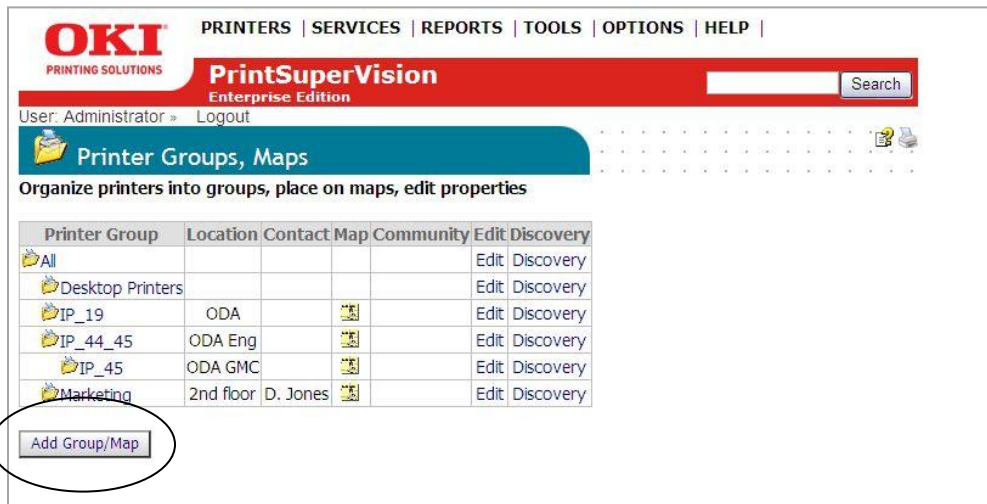 OKI
PRINTING SOLUTIONS
PRINTERS | SERVICES | REPORTS | TOOLS | OPTIONS | HELP |
PrintSuperVision
Enterprise Edition
Search
User: Administrator » Logout
Printer Groups, Maps
Organize printers into groups, place on maps, edit properties
Printer Group Location Contact Map Community Edit Discovery
All Edit Discovery
Desktop Printers Edit Discovery
IP_19 ODA Edit Discovery
IP_44_45 ODA Eng Edit Discovery
IP_45 ODA GMC Edit Discovery
Marketing 2nd floor D. Jones Edit Discovery
Add Group/Map